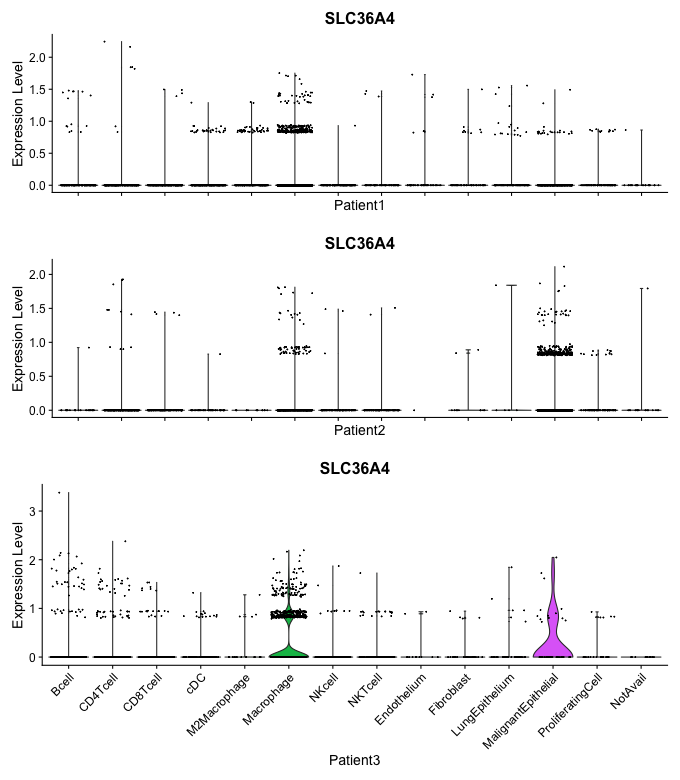 SLC36A4
Expression Level
2.0
1.5
1.0
0.5
0.0
Patient1
SLC36A4
Expression Level
2.0
1.5
1.0
0.5
0.0
Patient2
SLC36A4
Expression Level
3
2
1
0
Bcell
CD4Tcell
CD8Tcell
cDC
M2Macrophage
Macrophage
NKcell
NKTcell
Endothelium
Fibroblast
LungEpithelium
MalignantEpithelial
ProliferatingCell
NotAvail
Patient3